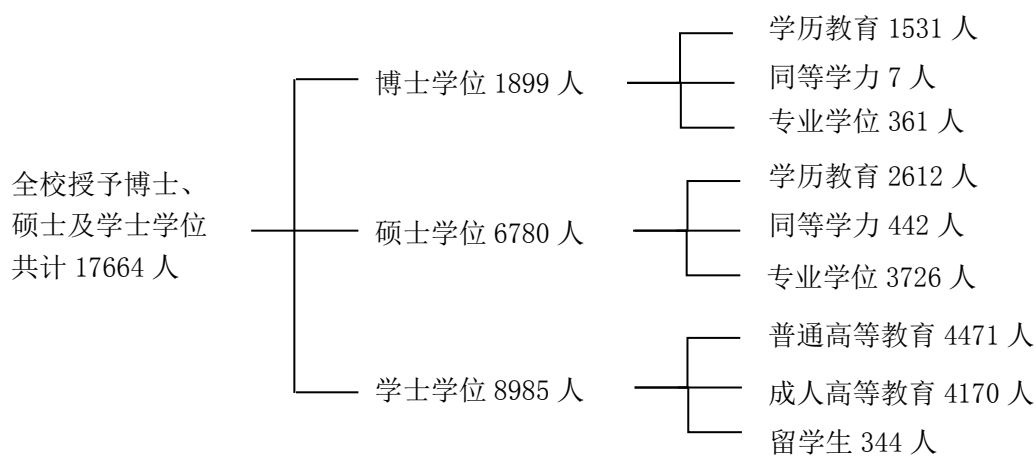 全校授予博士、
硕士及学士学位
共计 17664 人
博士学位 1899 人
学历教育 1531 人
同等学力 7 人
专业学位 361 人
硕士学位 6780 人
学历教育 2612 人
同等学力 442 人
专业学位 3726 人
学士学位 8985 人
普通高等教育 4471 人
成人高等教育 4170 人
留学生 344 人